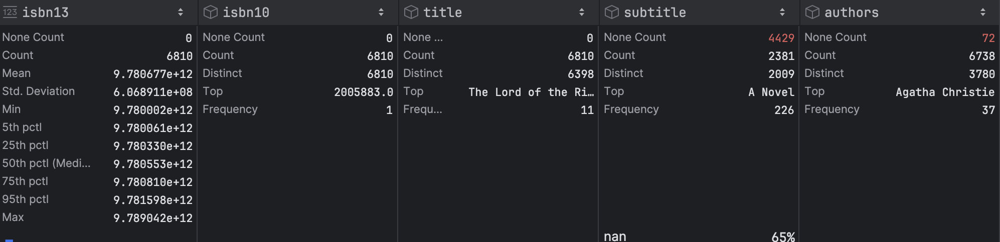 123 isbn13 isbn10 title subtitle authors
None Count 0 None Count 0 None ... 0 None Count 4429 None Count 72
Count 6810 Count 6810 Count 6810 Count 2381 Count 6738
Mean 9.780677e+12 Distinct 6810 Distinct 6398 Distinct 2009 Distinct 3780
Std. Deviation 6.068911e+08 Top 2005883.0 Top The Lord of the Ri… Top A Novel Top Agatha Christie
Min 9.780002e+12 Frequency 1 Frequ... 11 Frequency 226 Frequency 37
5th pctl 9.780061e+12
25th pctl 9.780330e+12
50th pctl (Medi... 9.780553e+12
75th pctl 9.780810e+12
95th pctl 9.781598e+12
Max 9.789042e+12
nan 65%